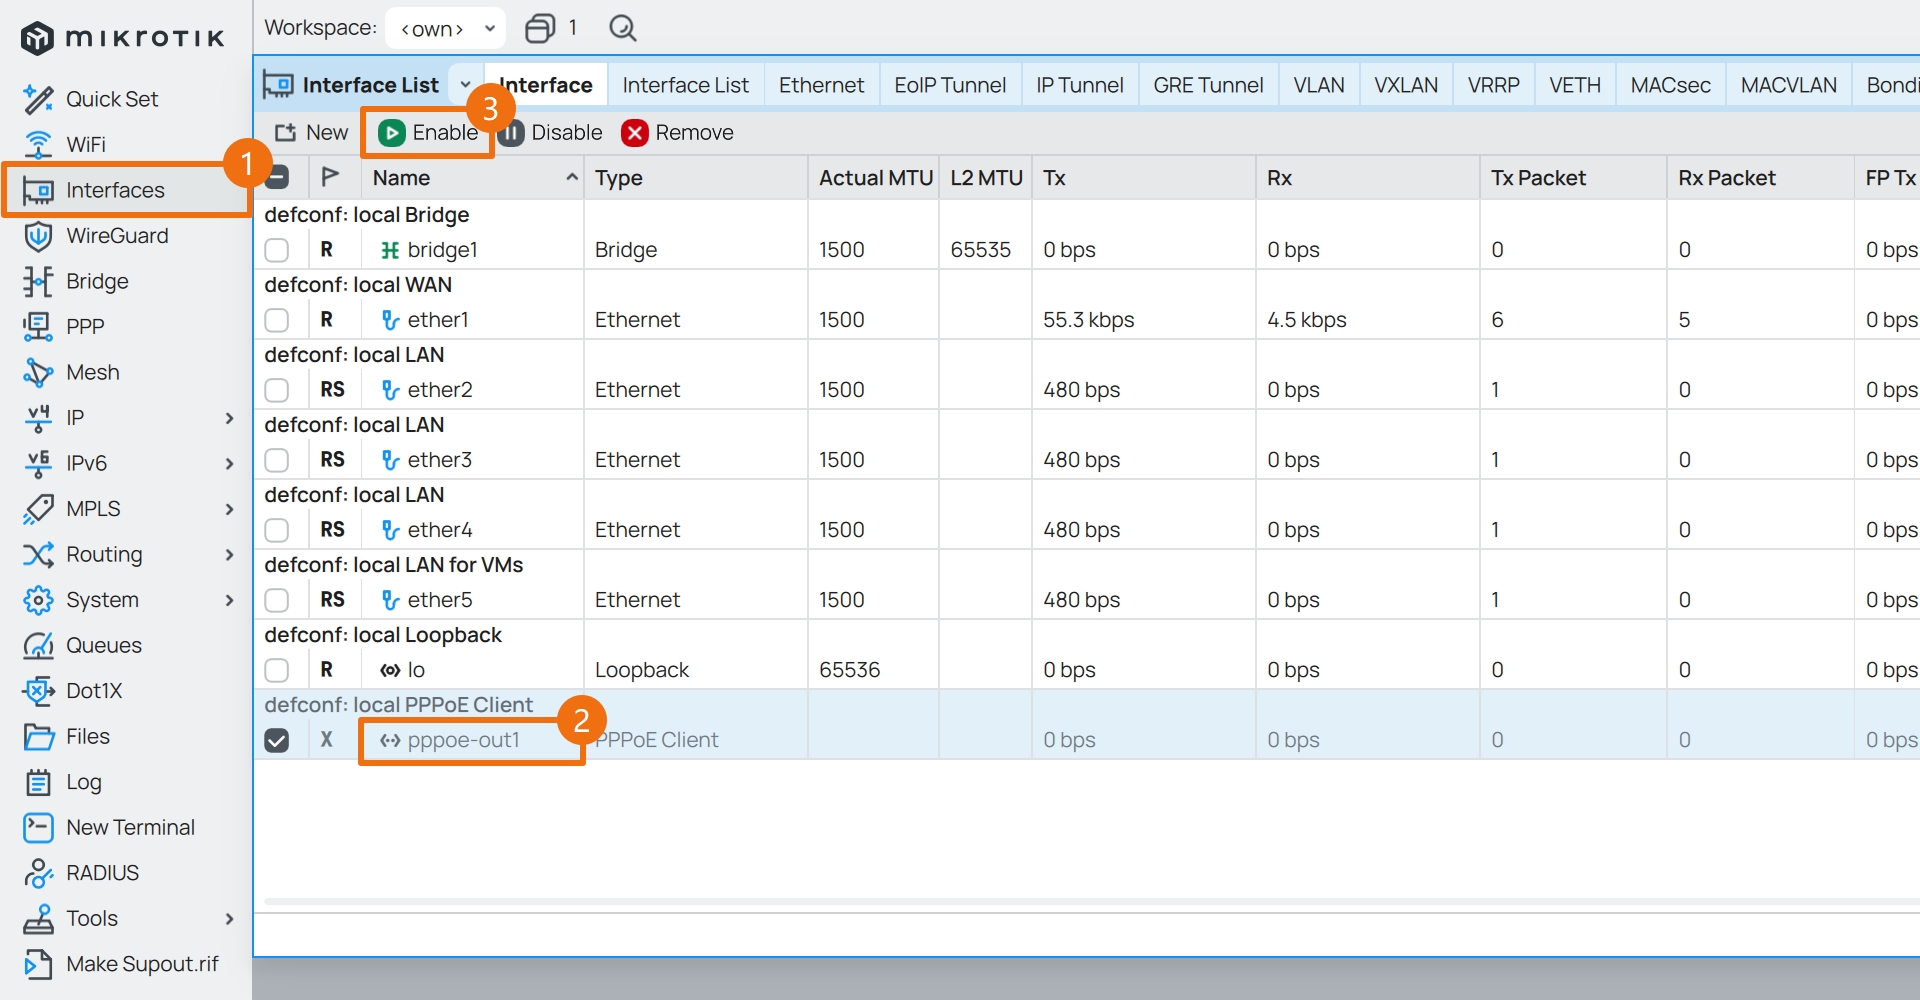 mikrotik
Workspace: <own> 1
Quick Set
WiFi
Interfaces
WireGuard
Bridge
PPP
Mesh
v4 IP
v6 IPv6
MPLS
Routing
System
Queues
Dot1X
Files
Log
New Terminal
RADIUS
Tools
Make Supout.rif
1
Interface List Interface Interface List Ethernet EoIP Tunnel IP Tunnel GRE Tunnel VLAN VXLAN VRRP VETH MACsec MACVLAN Bondi
3
New Enable Disable Remove
Name Type Actual MTU L2 MTU Tx Rx Tx Packet Rx Packet FP Tx
defconf: local Bridge
R bridge1 Bridge 1500 65535 0 bps 0 bps 0 0 0 bps
defconf: local WAN
R ether1 Ethernet 1500 55.3 kbps 4.5 kbps 6 5 0 bps
defconf: local LAN
RS ether2 Ethernet 1500 480 bps 0 bps 1 0 0 bps
defconf: local LAN
RS ether3 Ethernet 1500 480 bps 0 bps 1 0 0 bps
defconf: local LAN
RS ether4 Ethernet 1500 480 bps 0 bps 1 0 0 bps
defconf: local LAN for VMs
RS ether5 Ethernet 1500 480 bps 0 bps 1 0 0 bps
defconf: local Loopback
R lo Loopback 65536 0 bps 0 bps 0 0 0 bps
defconf: local PPPoE Client
2
X pppoe-out1 PPPoE Client 0 bps 0 bps 0 0 0 bps